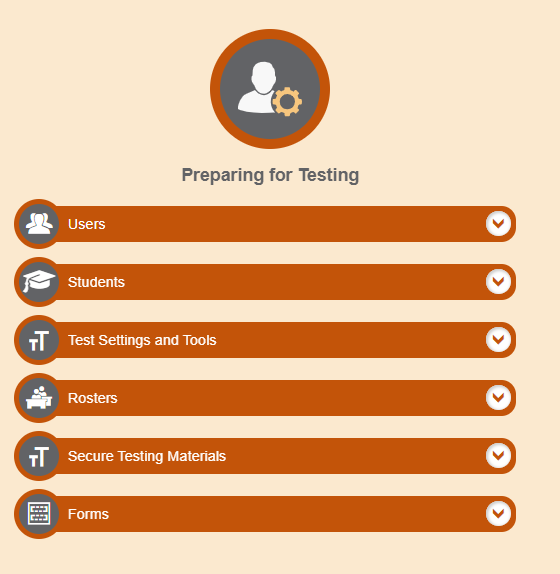 Preparing for Testing
Users
Students
Test Settings and Tools
Rosters
Secure Testing Materials
Forms